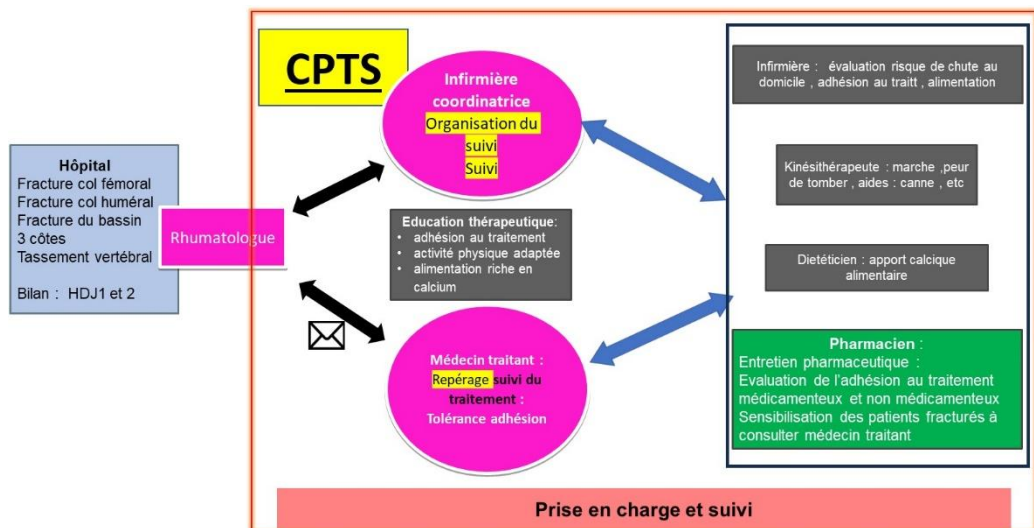 CPTS
Hôpital
Fracture col fémoral
Fracture col huméral
Fracture du bassin
3 côtes
Tassement vertébral
Bilan : HDJ1 et 2
Rhumatologue
Infirmière
coordinatrice
Organisation du
suivi
Suivi
Education thérapeutique:
• adhésion au traitement
• activité physique adaptée
• alimentation riche en
calcium
Médecin traitant :
Repérage suivi du
traitement :
Tolérance adhésion
Infirmière : évaluation risque de chute au
domicile , adhésion au traitt , alimentation
Kinésithérapeute : marche ,peur
de tomber , aides : canne , etc
Dietéticien : apport calcique
alimentaire
Pharmacien :
Entretien pharmaceutique :
Evaluation de l'adhésion au traitement
médicamenteux et non médicamenteux
Sensibilisation des patients fracturés à
consulter médecin traitant
Prise en charge et suivi